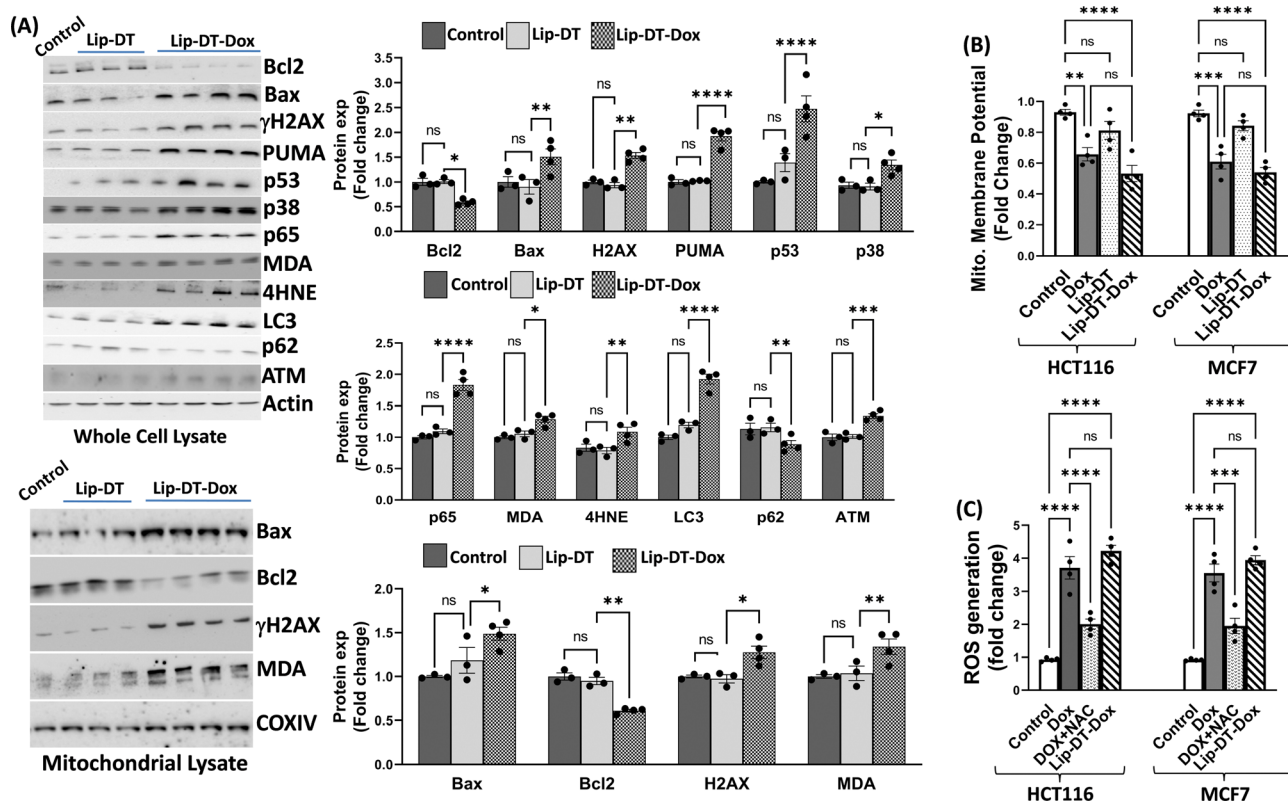 (A)
Control
Lip-DT
Lip-DT-Dox
Bcl2
Bax
γH2AX
PUMA
p53
p38
p65
MDA
4HNE
LC3
p62
ATM
Actin
Whole Cell Lysate
Control
Lip-DT
Lip-DT-Dox
Bax
Bcl2
γH2AX
MDA
COXIV
Mitochondrial Lysate
Control Lip-DT Lip-DT-Dox
Protein exp
(Fold change)
3.5
3.0
2.5
2.0
1.5
1.0
0.5
0.0
ns * ** ns ** **** **** *
Bcl2 Bax H2AX PUMA p53 p38
Control Lip-DT Lip-DT-Dox
Protein exp
(Fold change)
2.5
2.0
1.5
1.0
0.5
0.0
ns **** ns * ns ** ns **** ns ** ns ***
p65 MDA 4HNE LC3 p62 ATM
Control Lip-DT Lip-DT-Dox
Protein exp
(Fold change)
2.0
1.5
1.0
0.5
0.0
ns * ns ** ns * ns **
Bax Bcl2 H2AX MDA
(B)
Mito. Membrane Potential
(Fold Change)
1.0
0.8
0.6
0.4
0.2
0.0
**** ****
ns ns
** ns *** ns
Control Dox Lip-DT Lip-DT-Dox
Control Dox Lip-DT Lip-DT-Dox
HCT116 MCF7
(C)
ROS generation
(fold change)
5
4
3
2
1
0
**** ****
ns ns
**** ***
**** ****
Control Dox DOX+NAC Lip-DT-Dox
Control Dox DOX+NAC Lip-DT-Dox
HCT116 MCF7